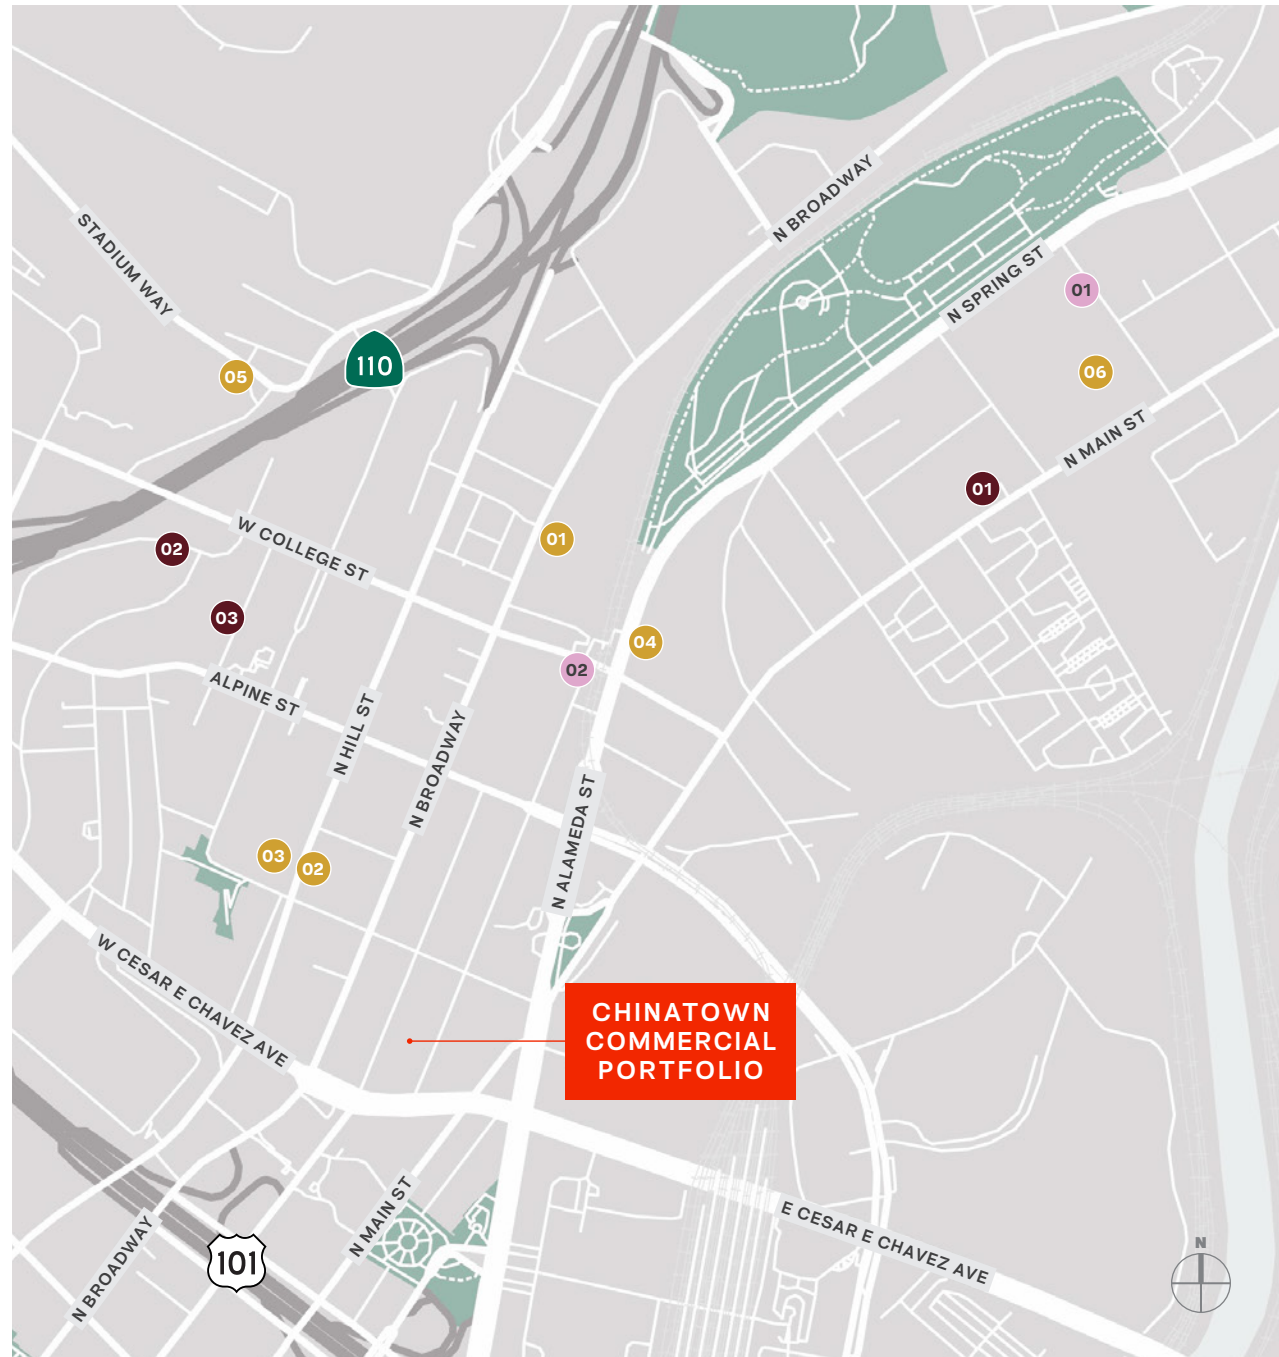 N BROADWAY
STADIUM WAY
N SPRING ST
01
110
05
06
N MAIN ST
01
W COLLEGE ST
01
02
03
04
02
ALPINE ST
N HILL ST
N BROADWAY
N ALAMEDA ST
03
02
W CESAR E CHAVEZ AVE
CHINATOWN
COMMERCIAL
PORTFOLIO
N MAIN ST
E CESAR E CHAVEZ AVE
N BROADWAY
101
N